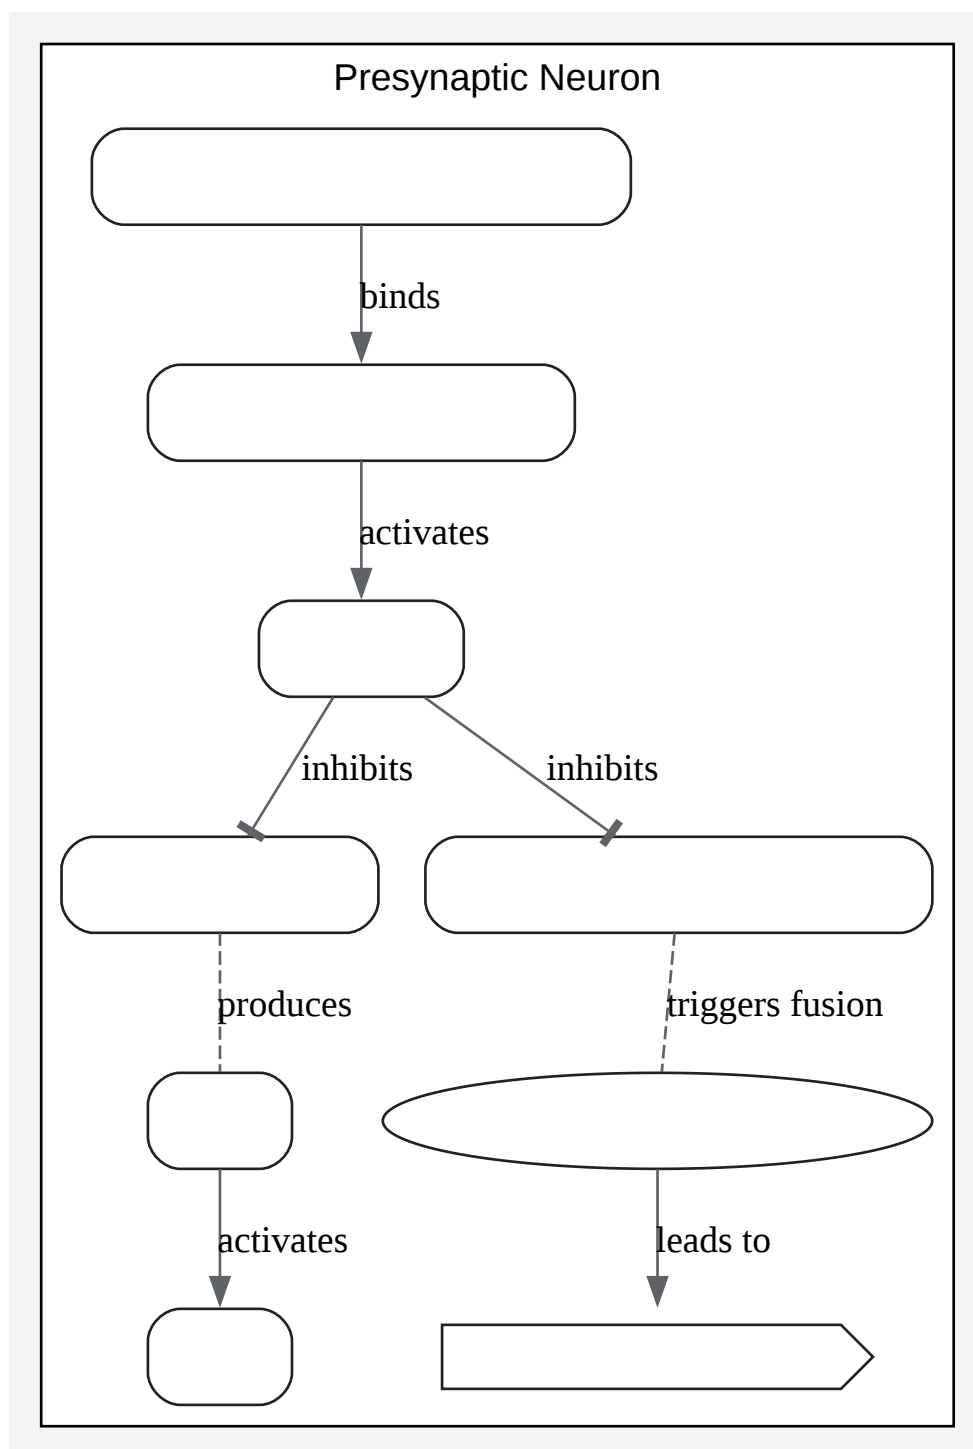 Presynaptic Neuron
binds
activates
inhibits
inhibits
produces
triggers fusion
activates
leads to